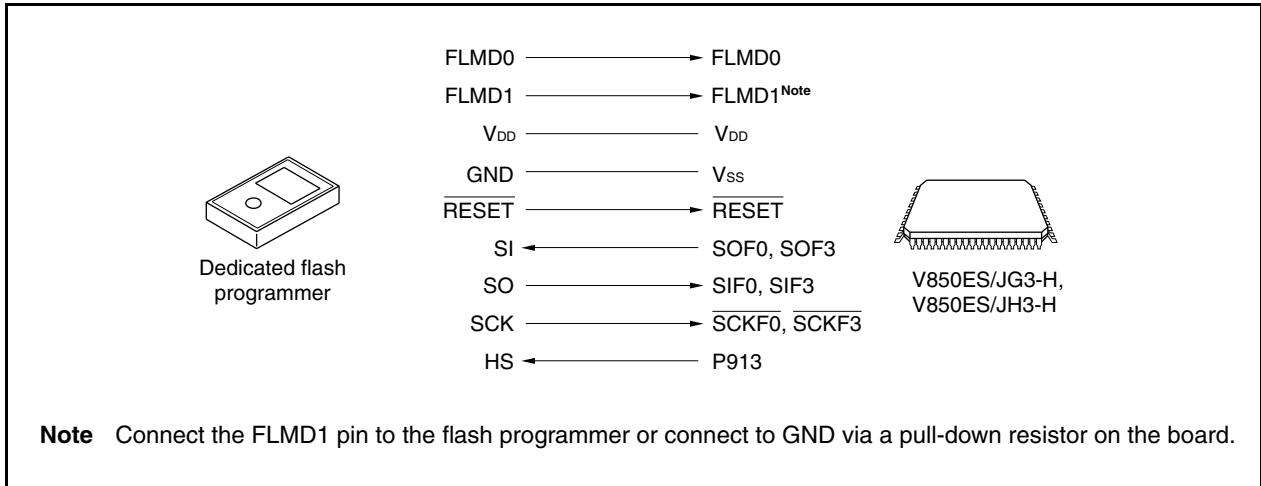 FLMD0 FLMD0
FLMD1 FLMD1Note
VDD VDD
GND VSS
RESET RESET
SI SOF0, SOF3
SO SIF0, SIF3
SCK SCKF0, SCKF3
HS P913
Dedicated flash
programmer
V850ES/JG3-H,
V850ES/JH3-H
Note Connect the FLMD1 pin to the flash programmer or connect to GND via a pull-down resistor on the board.